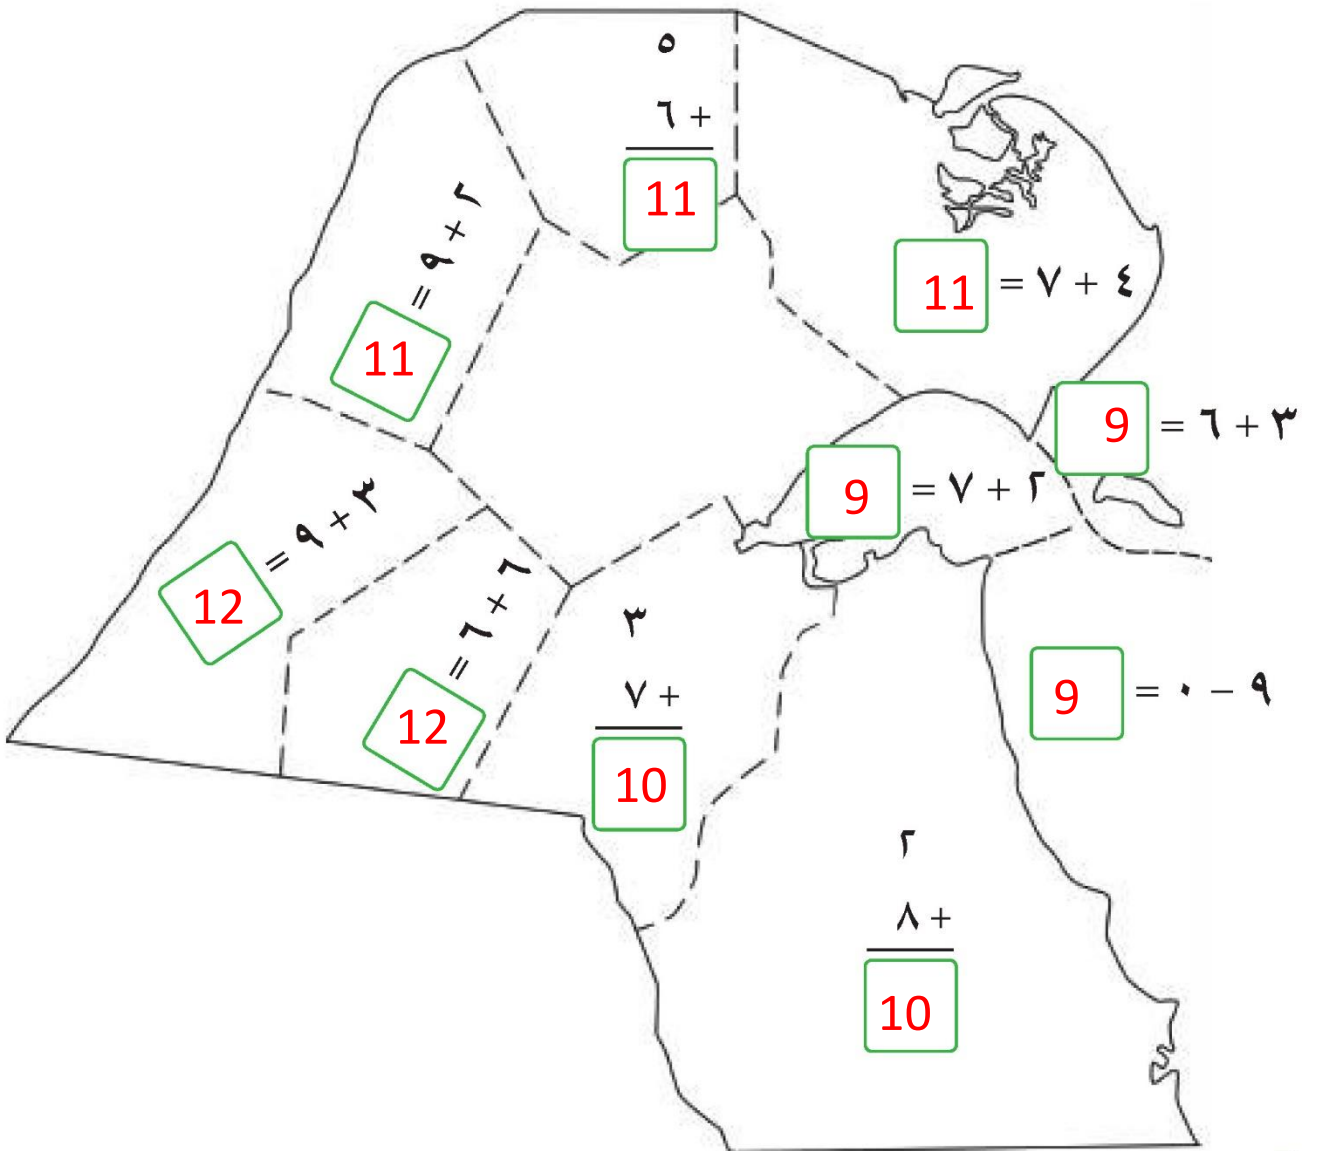 ٥
+ ٦
11
٢ + ٩ =
11
٤ + ٧ =
11
٣ + ٦ =
9
٢ + ٧ =
9
٣ + ٩ =
12
٦ + ٦ =
12
٣
+ ٧
10
٩ − ٠ =
9
٢
+ ٨
10